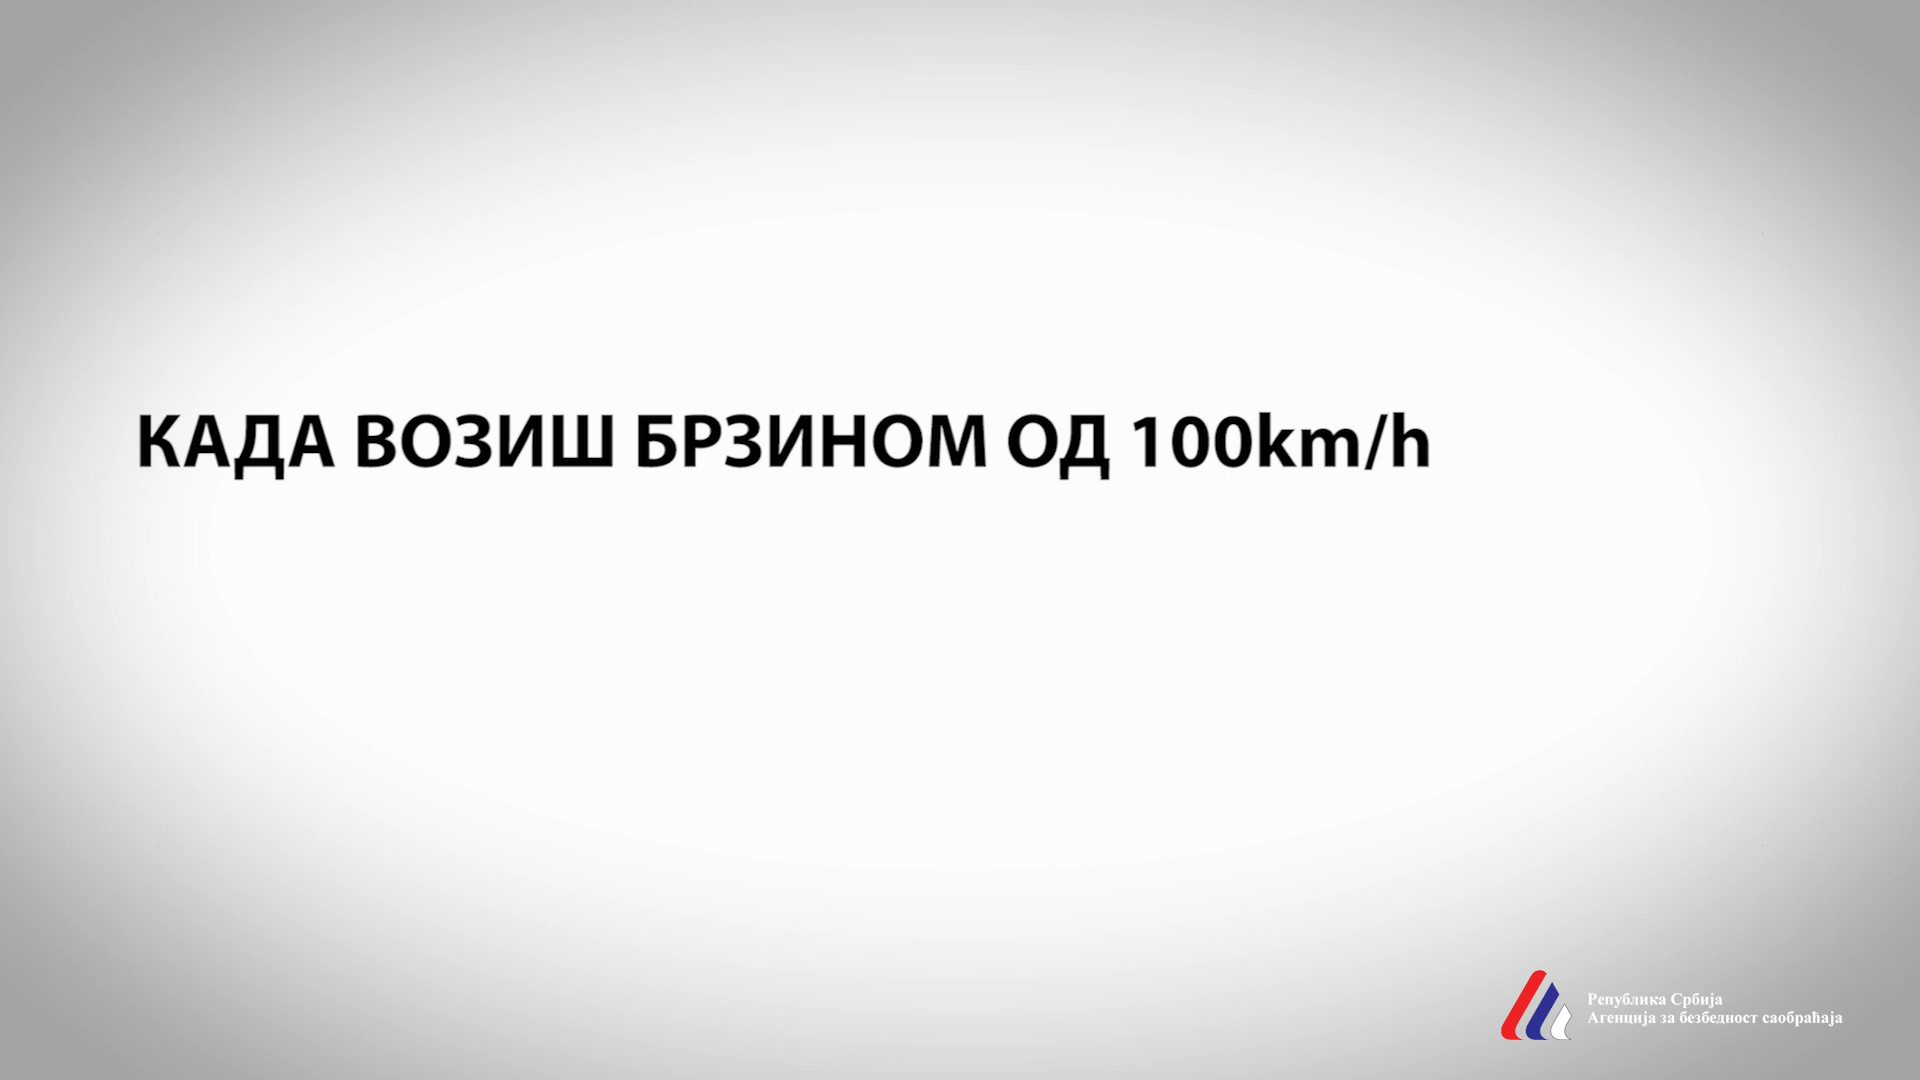 КАДА ВОЗИШ БРЗИНОМ ОД 100km/h
Република Србија
Агенција за безбедност саобраћаја